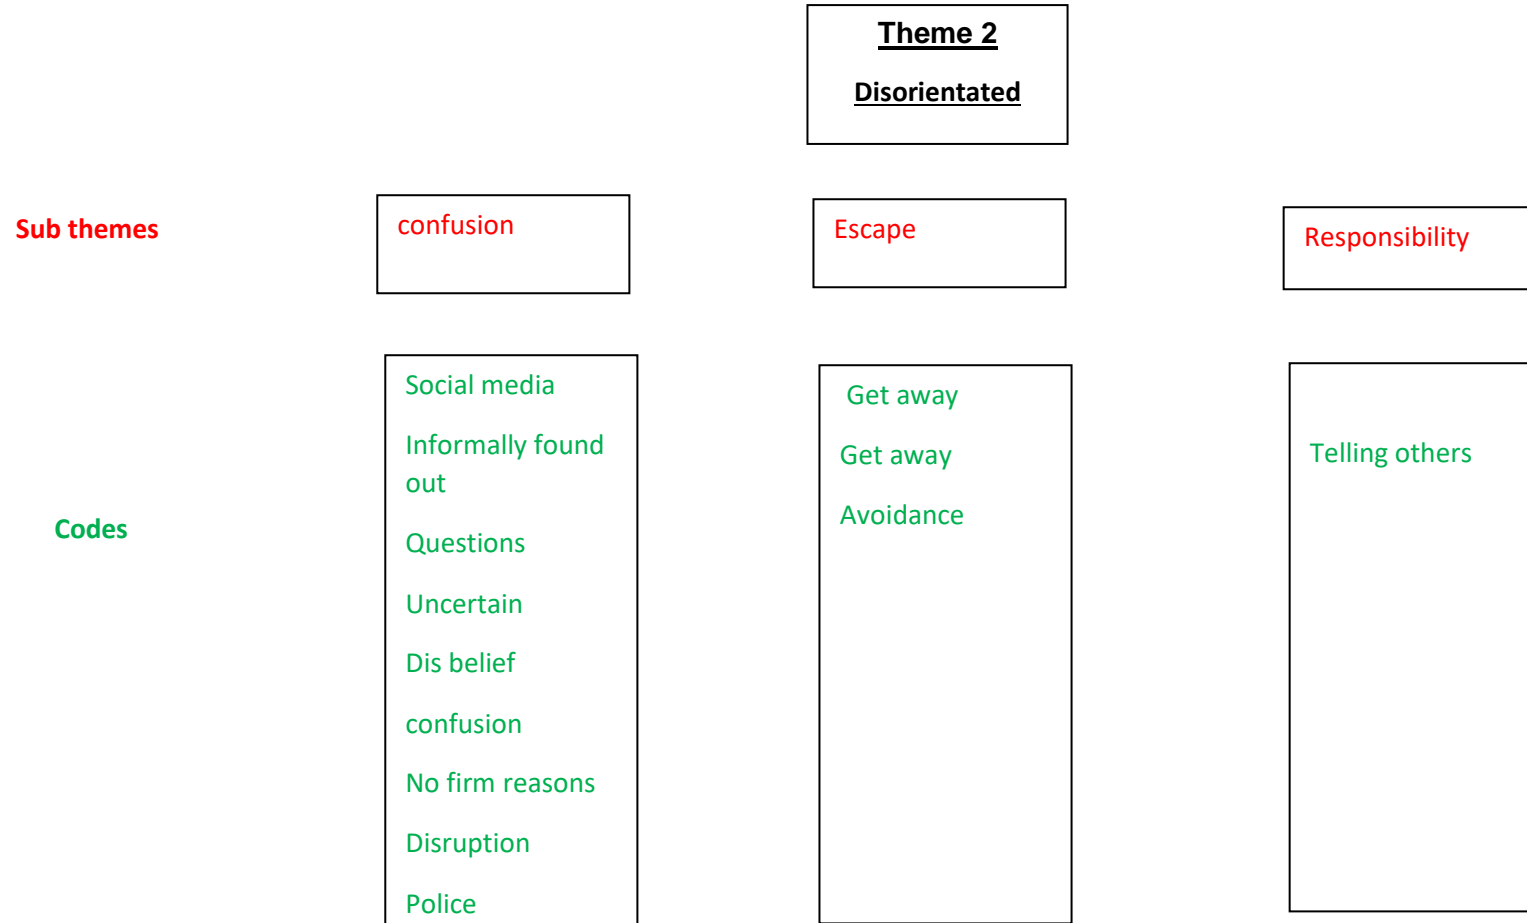 Theme 2
Disorientated
Sub themes
confusion
Escape
Responsibility
Codes
Social media
Informally found
out
Questions
Uncertain
Dis belief
confusion
No firm reasons
Disruption
Police
Get away
Get away
Avoidance
Telling others